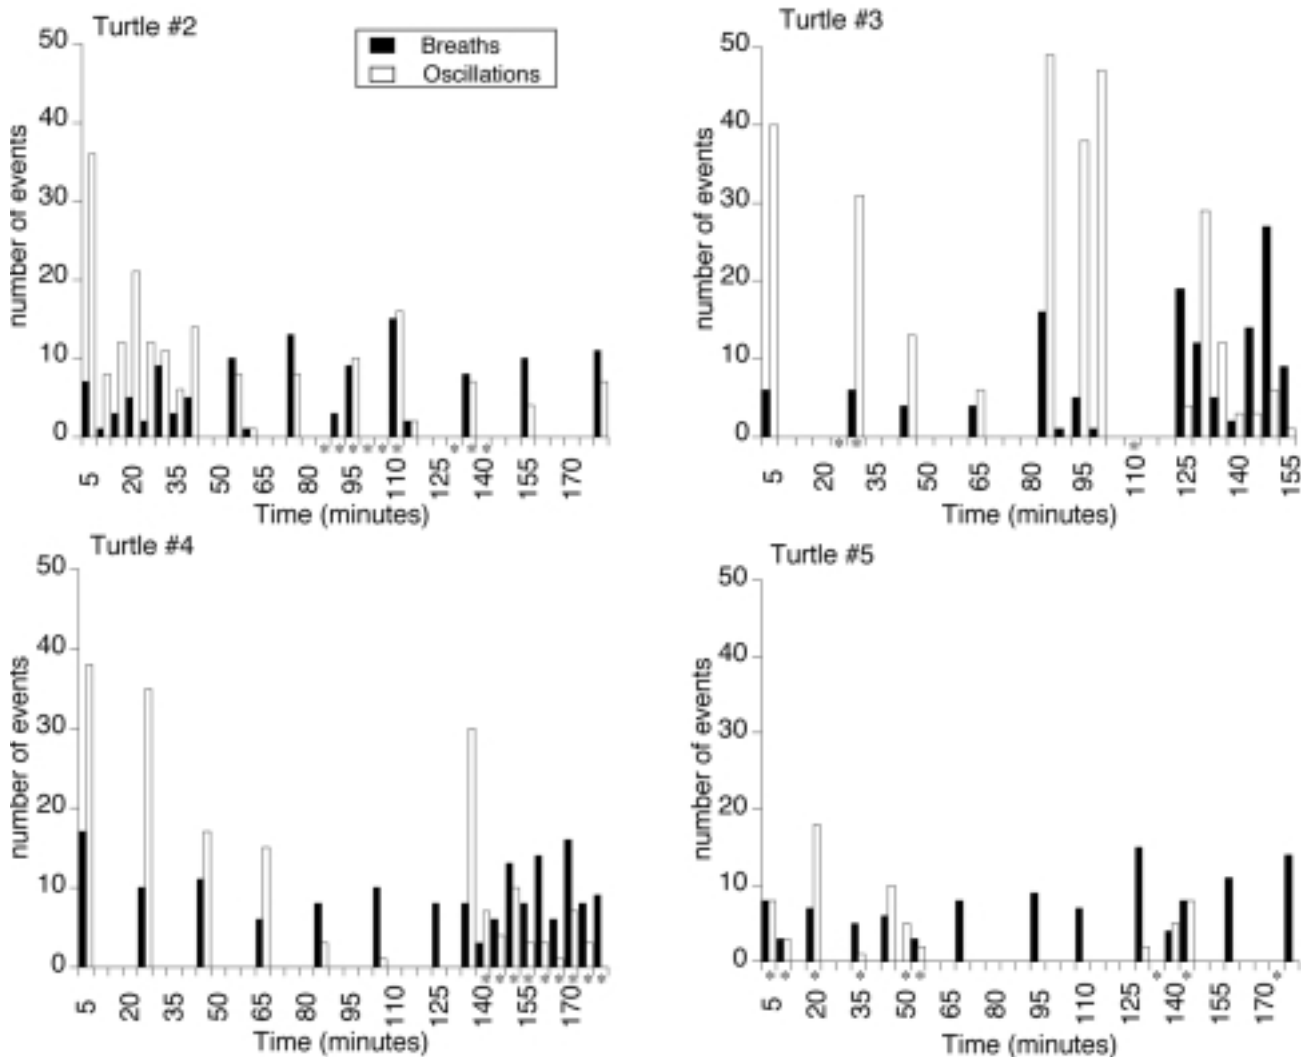 Turtle #2
50
40
30
20
10
0
number of events
Breaths
Oscillations
* * * * * * * * *
5 20 35 50 65 80 95 110 125 140 155 170
Time (minutes)
Turtle #3
50
40
30
20
10
0
number of events
* * *
5 20 35 50 65 80 95 110 125 140 155
Time (minutes)
Turtle #4
50
40
30
20
10
0
number of events
* * * * * * * * *
5 20 35 50 65 80 95 110 125 140 155 170
Time (minutes)
Turtle #5
50
40
30
20
10
0
number of events
* * * * * * * * *
5 20 35 50 65 80 95 110 125 140 155 170
Time (minutes)